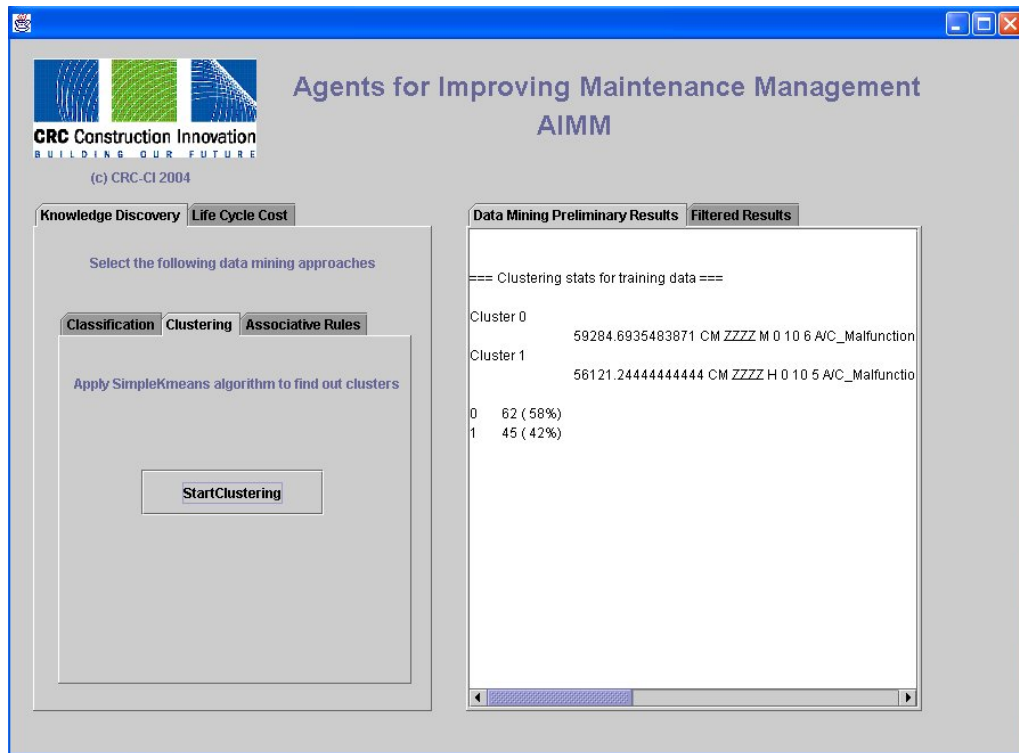 Agents for Improving Maintenance Management
AIMM
CRC Construction Innovation
BUILDING OUR FUTURE
(c) CRC-CI 2004
Knowledge Discovery Life Cycle Cost
Select the following data mining approaches
Classification Clustering Associative Rules
Apply SimpleKmeans algorithm to find out clusters
StartClustering
Data Mining Preliminary Results Filtered Results
=== Clustering stats for training data ===
Cluster 0
59284.6935483871 CM ZZZZ M 0 10 6 A/C_Malfunction
Cluster 1
56121.24444444444 CM ZZZZ H 0 10 5 A/C_Malfunctio
0 62 ( 58%)
1 45 ( 42%)